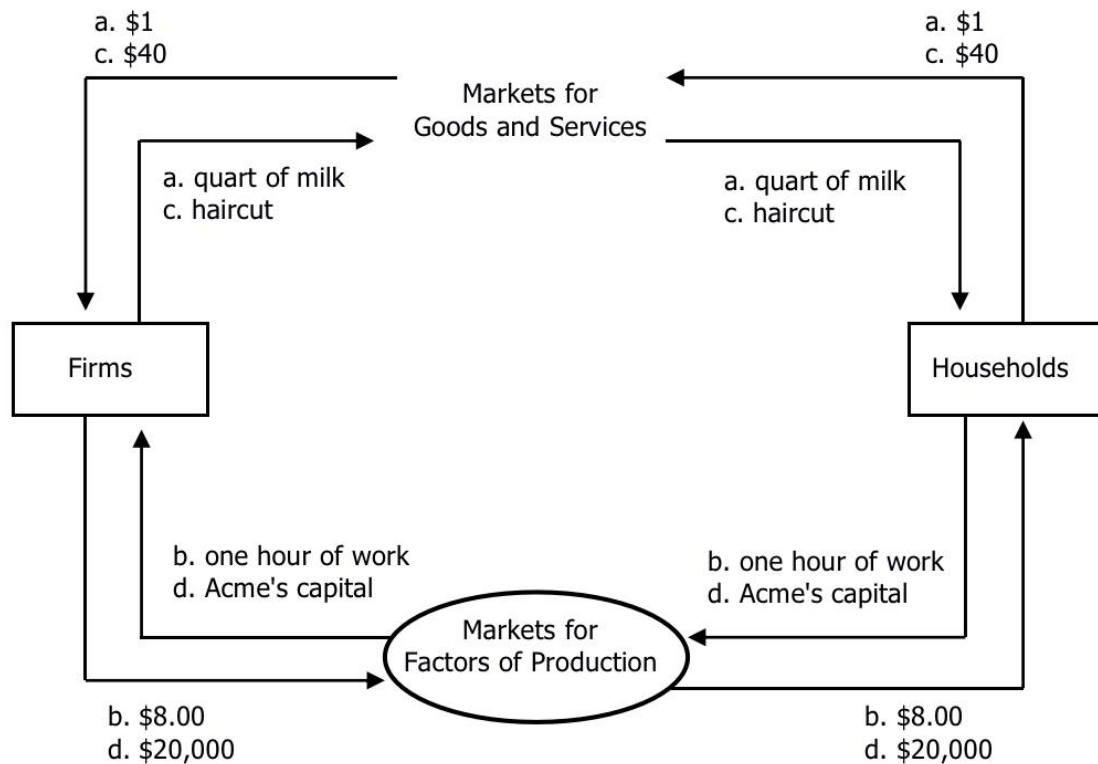 a. $1
c. $40
a. $1
c. $40
Markets for
Goods and Services
a. quart of milk
c. haircut
a. quart of milk
c. haircut
Firms
Households
b. one hour of work
d. Acme's capital
b. one hour of work
d. Acme's capital
Markets for
Factors of Production
b. $8.00
d. $20,000
b. $8.00
d. $20,000